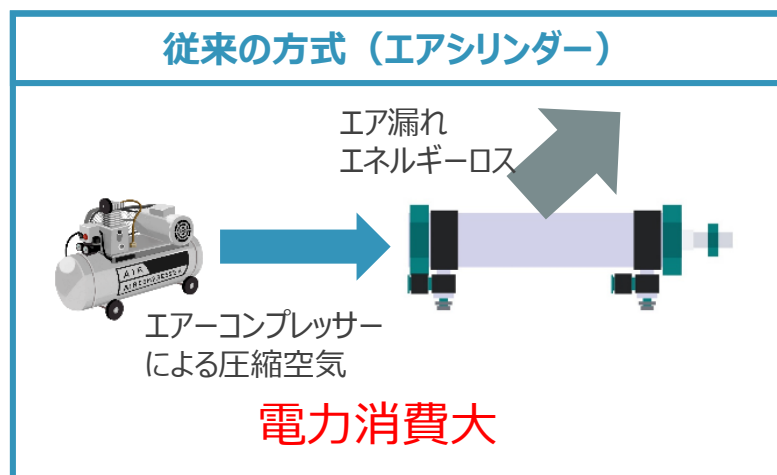 従来の方式（エアシリンダー）
エア漏れ
エネルギーロス
AIR
AIRCOMPRESSOR
エアーコンプレッサー
による圧縮空気
電力消費大